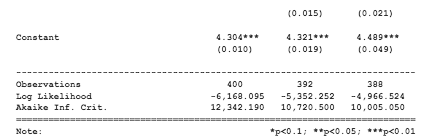 (0.015) (0.021)
Constant 4.304*** 4.321*** 4.489***
(0.010) (0.019) (0.049)
Observations 400 392 388
Log Likelihood -6,168.095 -5,352.252 -4,966.524
Akaike Inf. Crit. 12,342.190 10,720.500 10,005.050
Note: *p<0.1; **p<0.05; ***p<0.01